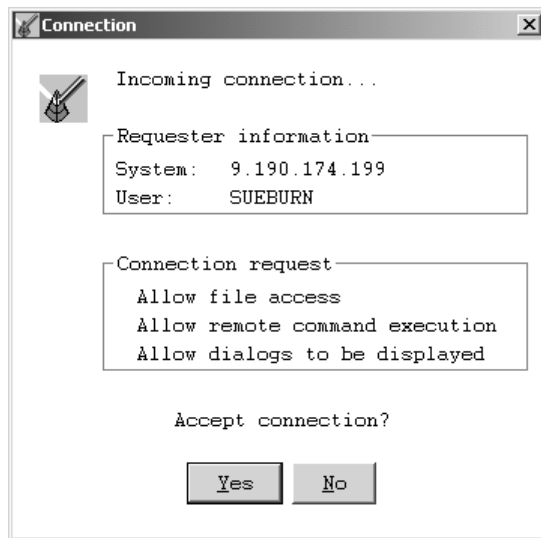 Connection
Incoming connection...
Requester information
System: 9.190.174.199
User: SUEBURN
Connection request
Allow file access
Allow remote command execution
Allow dialogs to be displayed
Accept connection?
Yes No